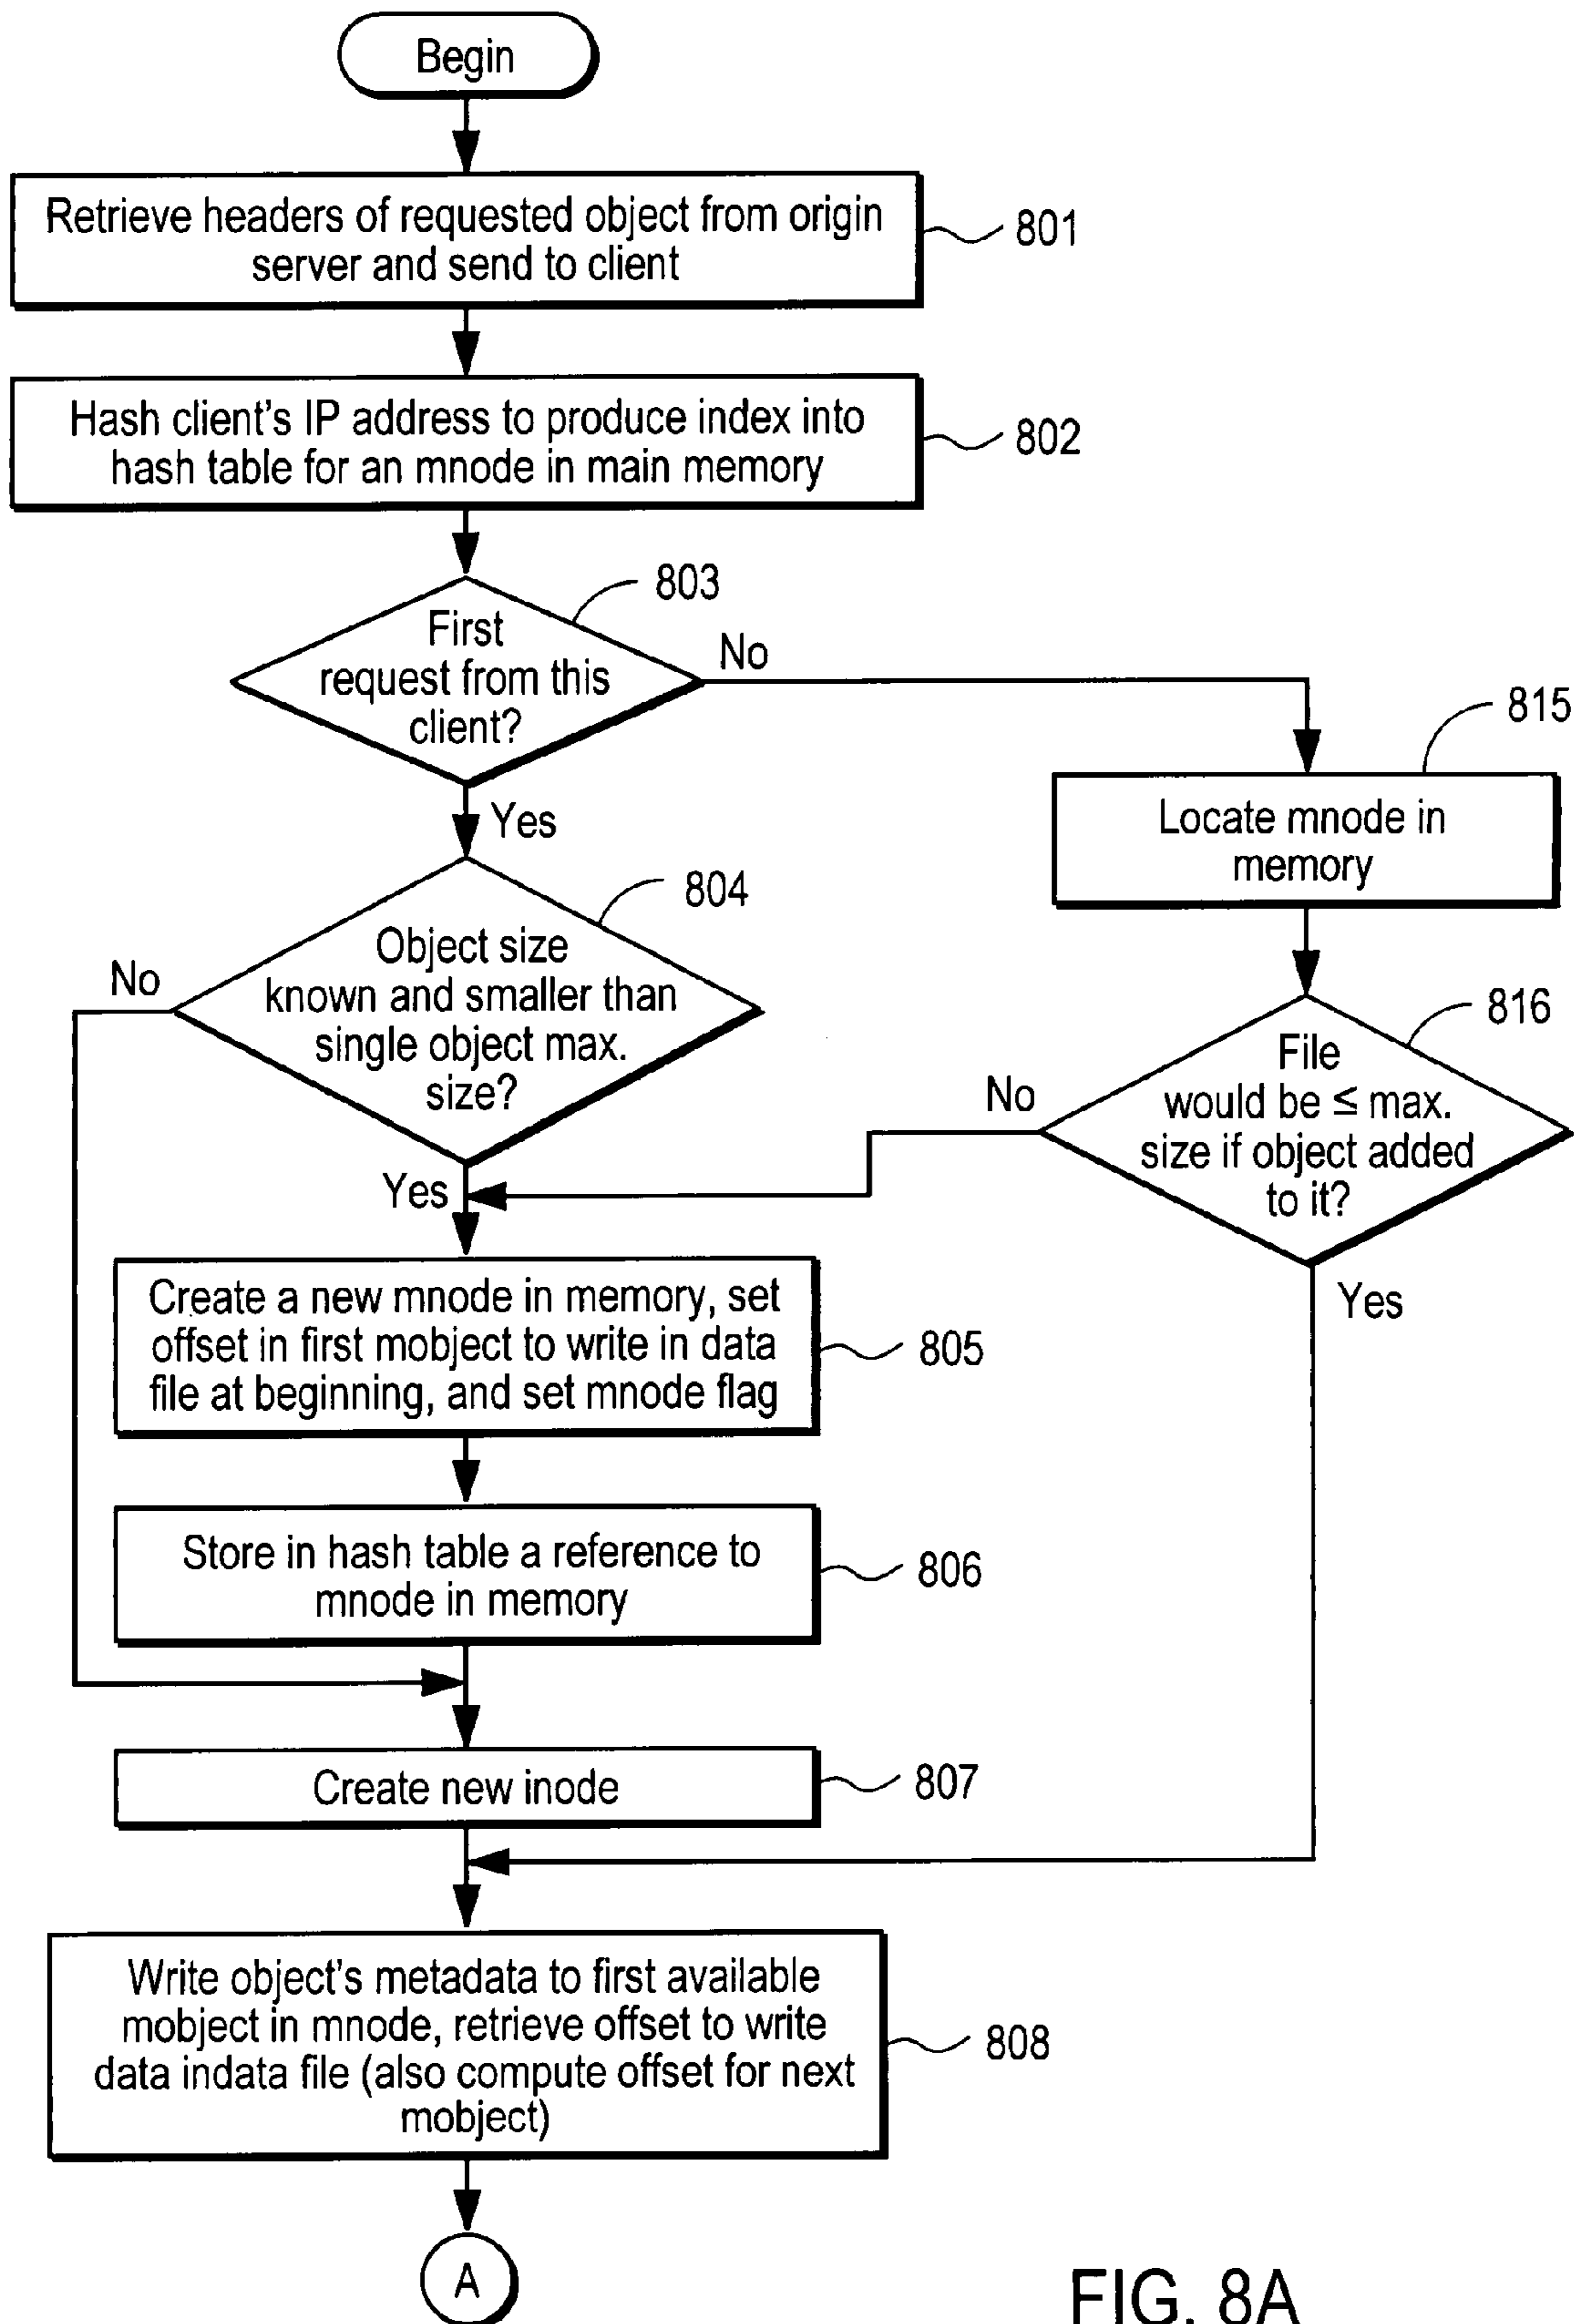 Begin
Retrieve headers of requested object from origin
server and send to client
801
Hash client's IP address to produce index into
hash table for an mnode in main memory
802
803
First
request from this
client?
No
Yes
815
Locate mnode in
memory
804
Object size
known and smaller than
single object max.
size?
No
Yes
816
File
would be ≤ max.
size if object added
to it?
No
Yes
Create a new mnode in memory, set
offset in first mobject to write in data
file at beginning, and set mnode flag
805
Store in hash table a reference to
mnode in memory
806
Create new inode
807
Write object's metadata to first available
mobject in mnode, retrieve offset to write
data indata file (also compute offset for next
mobject)
808
A
FIG. 8A